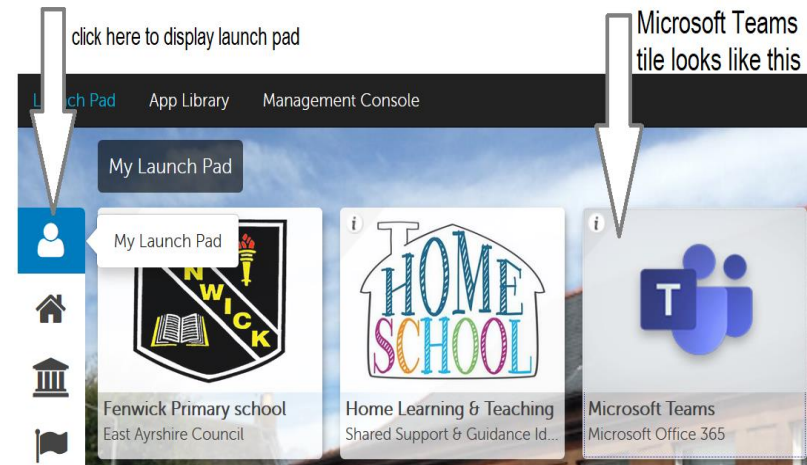 click here to display launch pad
Microsoft Teams
tile looks like this
App Library
Management Console
My Launch Pad
My Launch Pad
NWICK
HOME
SCHOOL
T
Fenwick Primary school
East Ayrshire Council
Home Learning & Teaching
Shared Support & Guidance Id...
Microsoft Teams
Microsoft Office 365